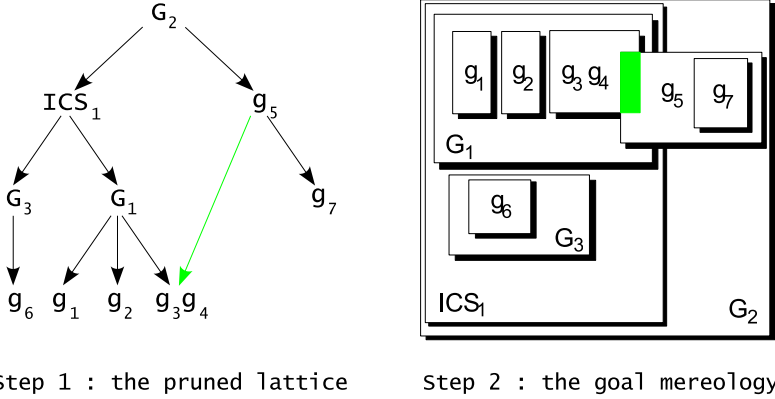 G2
ICS1 g5
G3 G1 g7
g6 g1 g2 g3g4
Step 1 : the pruned lattice
g1 g2 g3 g4 g5 g7
G1
g6
G3
ICS1 G2
Step 2 : the goal mereology